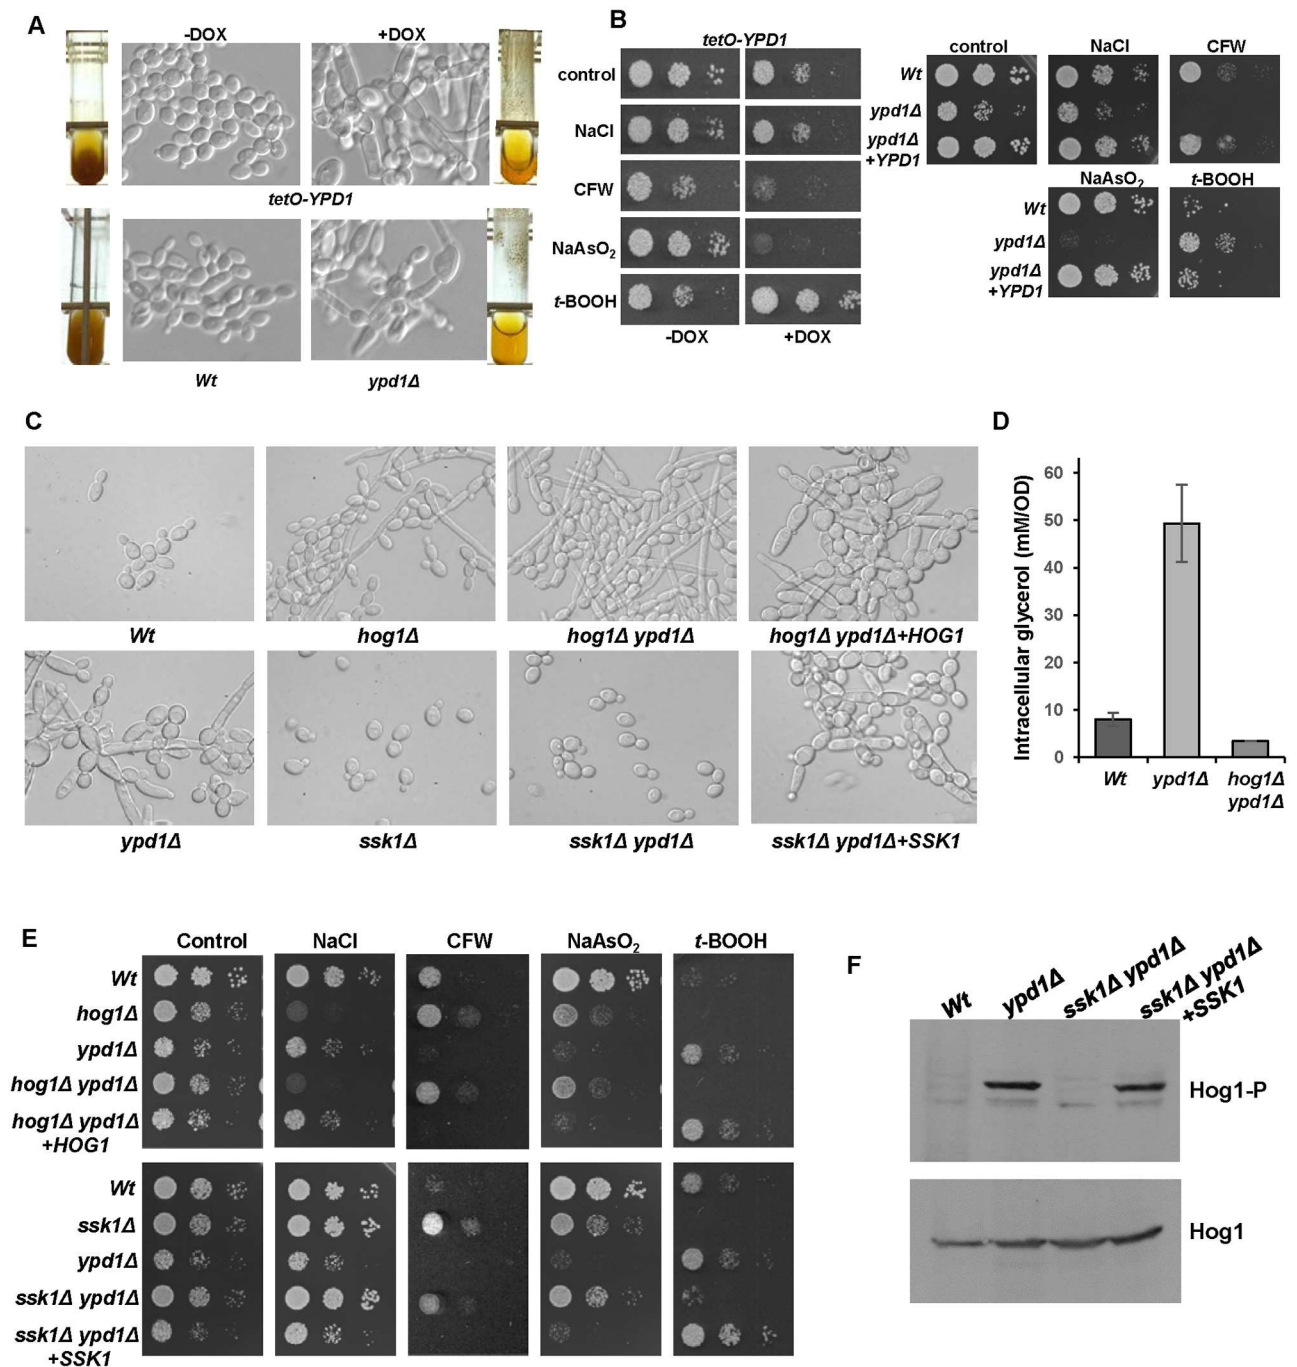 A
-DOX
+DOX
tetO-YPD1
Wt
ypd1Δ
B
tetO-YPD1
control
NaCl
CFW
NaAsO2
t-BOOH
-DOX
+DOX
control
NaCl
CFW
Wt
ypd1Δ
ypd1Δ
+YPD1
NaAsO2
t-BOOH
Wt
ypd1Δ
ypd1Δ
+YPD1
C
Wt
hog1Δ
hog1Δ ypd1Δ
hog1Δ ypd1Δ+HOG1
ypd1Δ
ssk1Δ
ssk1Δ ypd1Δ
ssk1Δ ypd1Δ+SSK1
D
Intracellular glycerol (mM/OD)
60
50
40
30
20
10
0
Wt
ypd1Δ
hog1Δ
ypd1Δ
E
Control
NaCl
CFW
NaAsO2
t-BOOH
Wt
hog1Δ
ypd1Δ
hog1Δ ypd1Δ
hog1Δ ypd1Δ
+HOG1
Wt
ssk1Δ
ypd1Δ
ssk1Δ ypd1Δ
ssk1Δ ypd1Δ
+SSK1
F
Wt
ypd1Δ
ssk1Δ ypd1Δ
ssk1Δ ypd1Δ
+SSK1
Hog1-P
Hog1